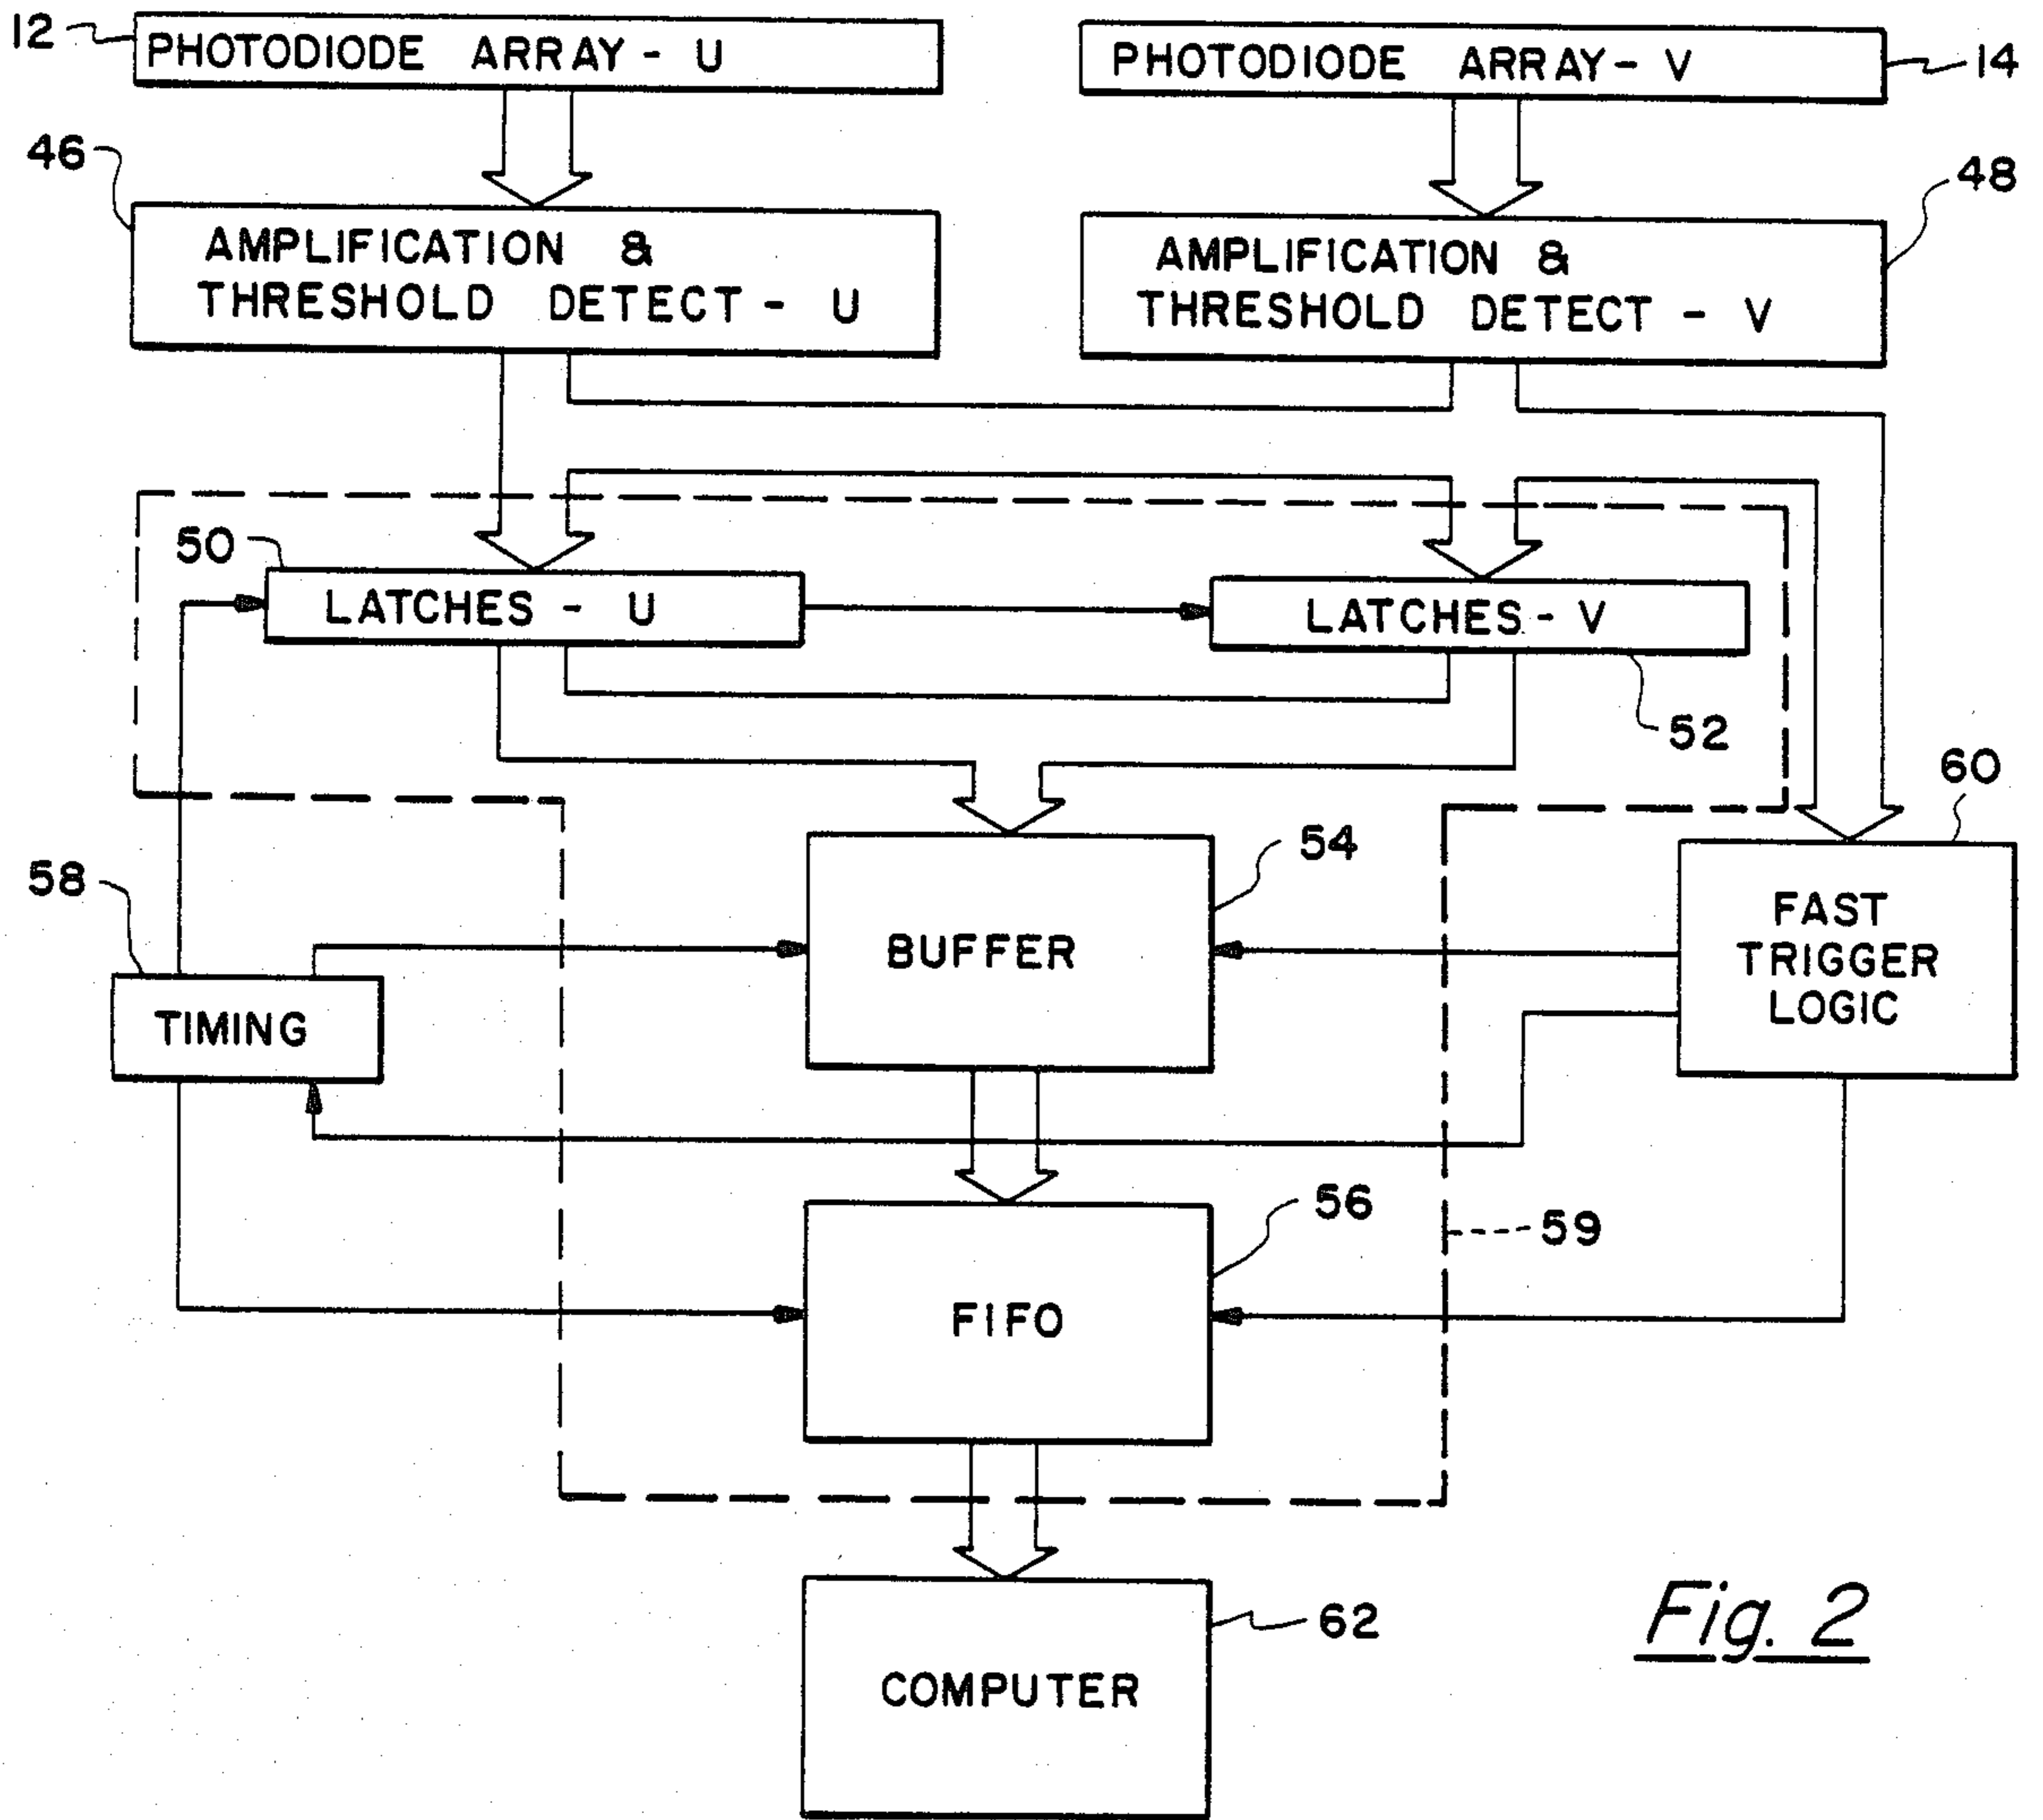 12
PHOTODIODE ARRAY - U
PHOTODIODE ARRAY - V
14
46
AMPLIFICATION &
THRESHOLD DETECT - U
48
AMPLIFICATION &
THRESHOLD DETECT - V
50
LATCHES - U
LATCHES - V
52
60
54
58
BUFFER
FAST
TRIGGER
LOGIC
TIMING
56
59
FIFO
62
COMPUTER
Fig. 2